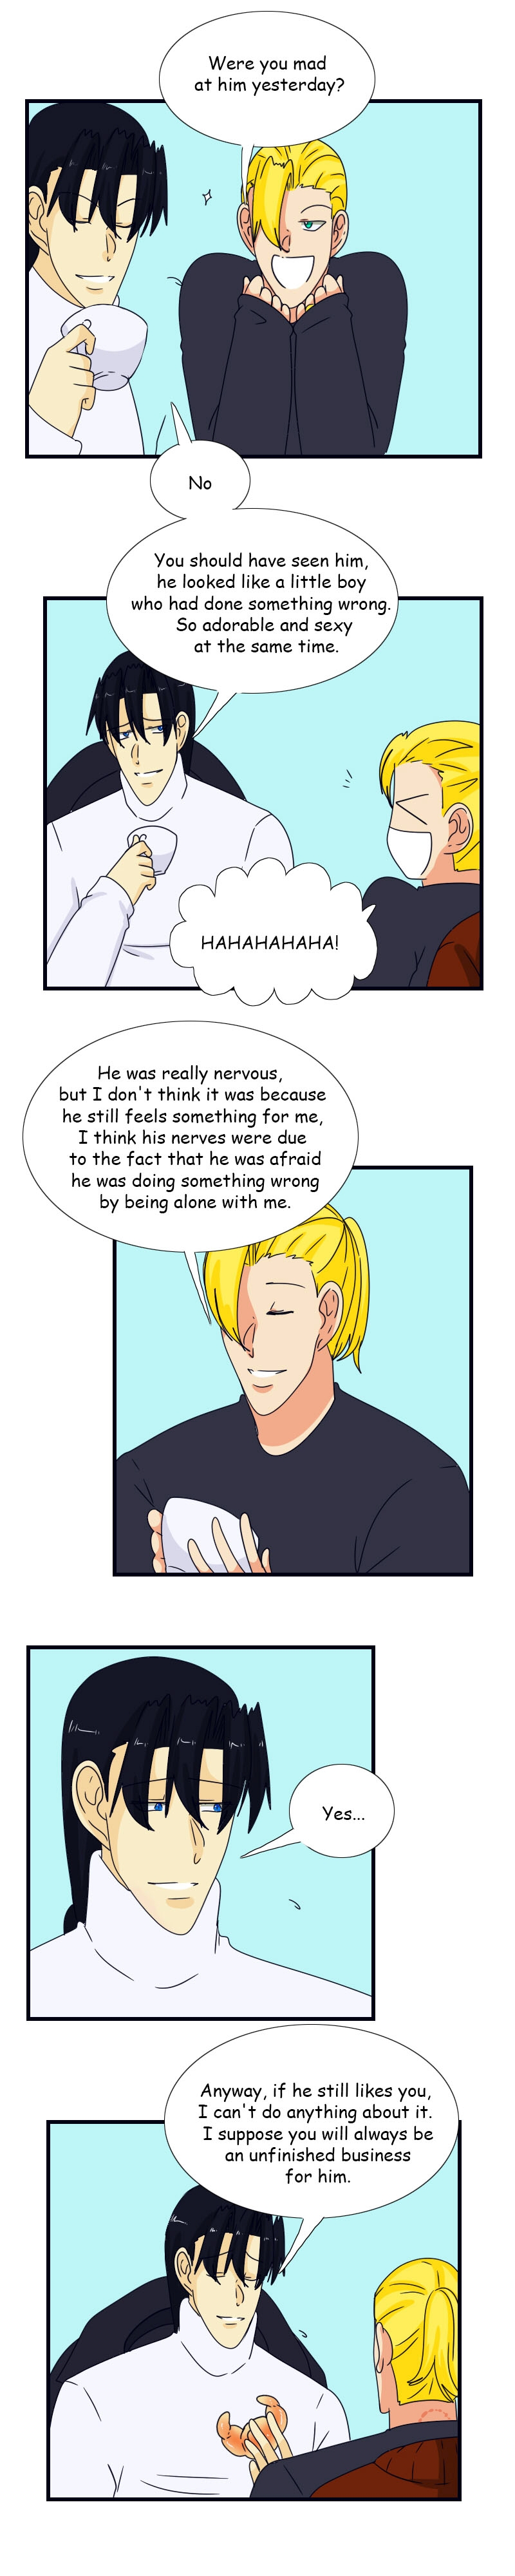 Were you mad
at him yesterday?
No
You should have seen him,
he looked like a little boy
who had done something wrong.
So adorable and sexy
at the same time.
HAHAHAHAHA!
He was really nervous,
but I don't think it was because
he still feels something for me,
I think his nerves were due
to the fact that he was afraid
he was doing something wrong
by being alone with me.
Yes...
Anyway, if he still likes you,
I can't do anything about it.
I suppose you will always be
an unfinished business
for him.